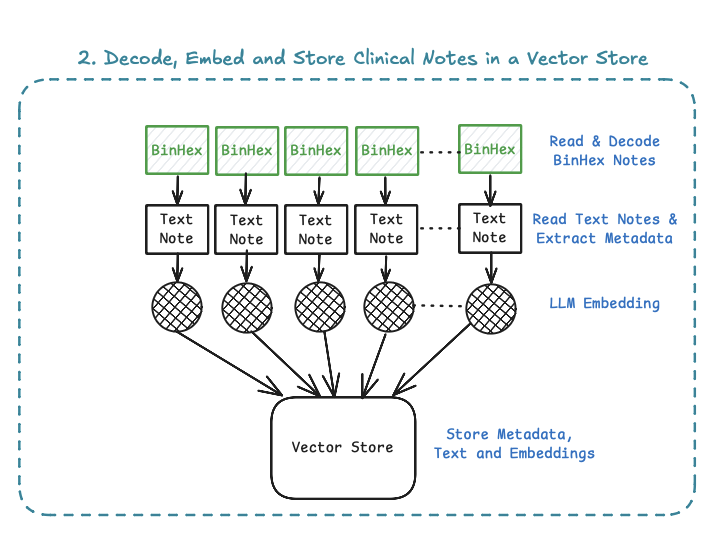 2. Decode, Embed and Store Clinical Notes in a Vector Store
BinHex BinHex BinHex BinHex BinHex
Read & Decode
BinHex Notes
Text Text Text Text Text
Note Note Note Note Note
Read Text Notes &
Extract Metadata
LLM Embedding
Vector Store
Store Metadata,
Text and Embeddings